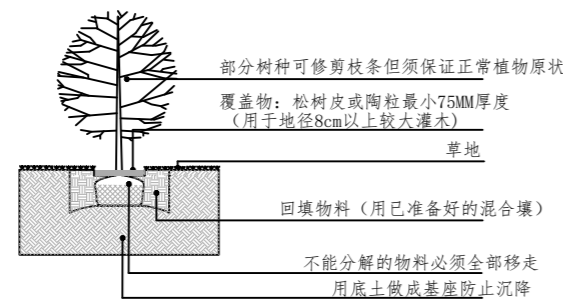 部分树种可修剪枝条但须保证正常植物原状
覆盖物：松树皮或陶粒最小75MM厚度
（用于地径8cm以上较大灌木）
草地
回填物料（用已准备好的混合壤）
不能分解的物料必须全部移走
用底土做成基座防止沉降